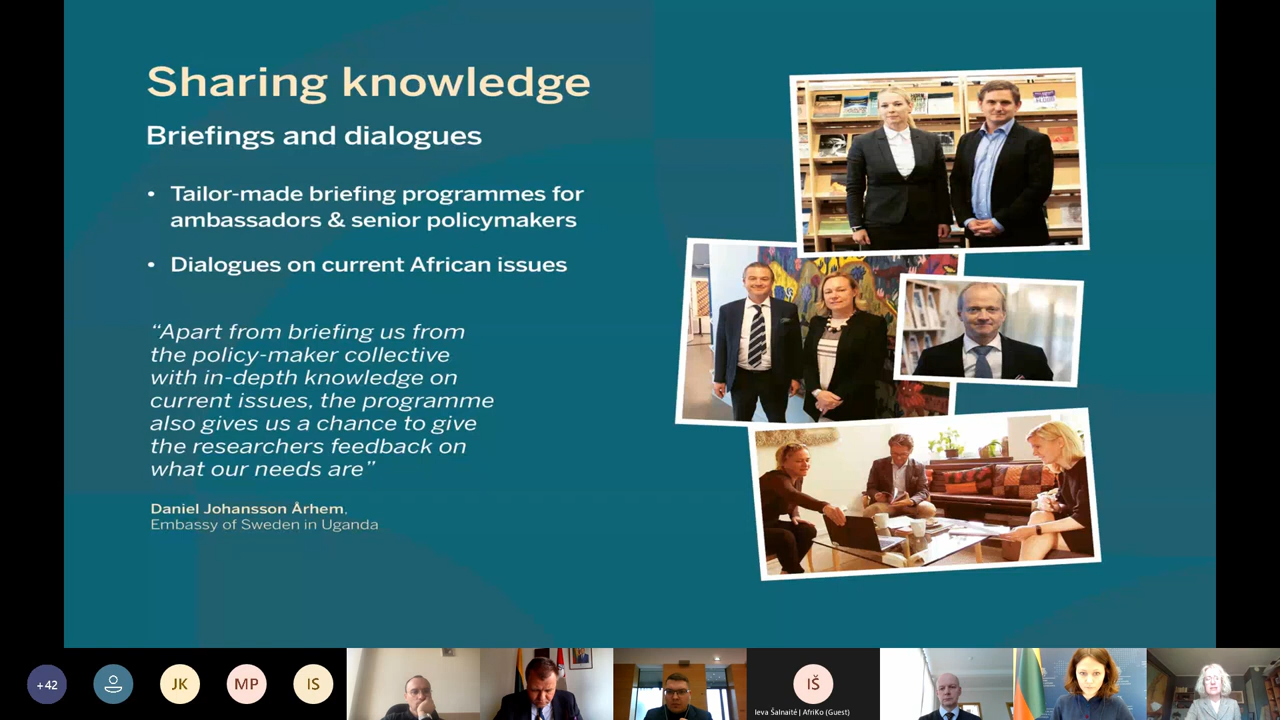 Sharing knowledge
Briefings and dialogues
• Tailor-made briefing programmes for
ambassadors & senior policymakers
• Dialogues on current African issues
“Apart from briefing us from
the policy-maker collective
with in-depth knowledge on
current issues, the programme
also gives us a chance to give
the researchers feedback on
what our needs are”
Daniel Johansson Århem,
Embassy of Sweden in Uganda
+42
JK
MP
IS
IŠ
Ieva Šalnaitė | AfriKo (Guest)